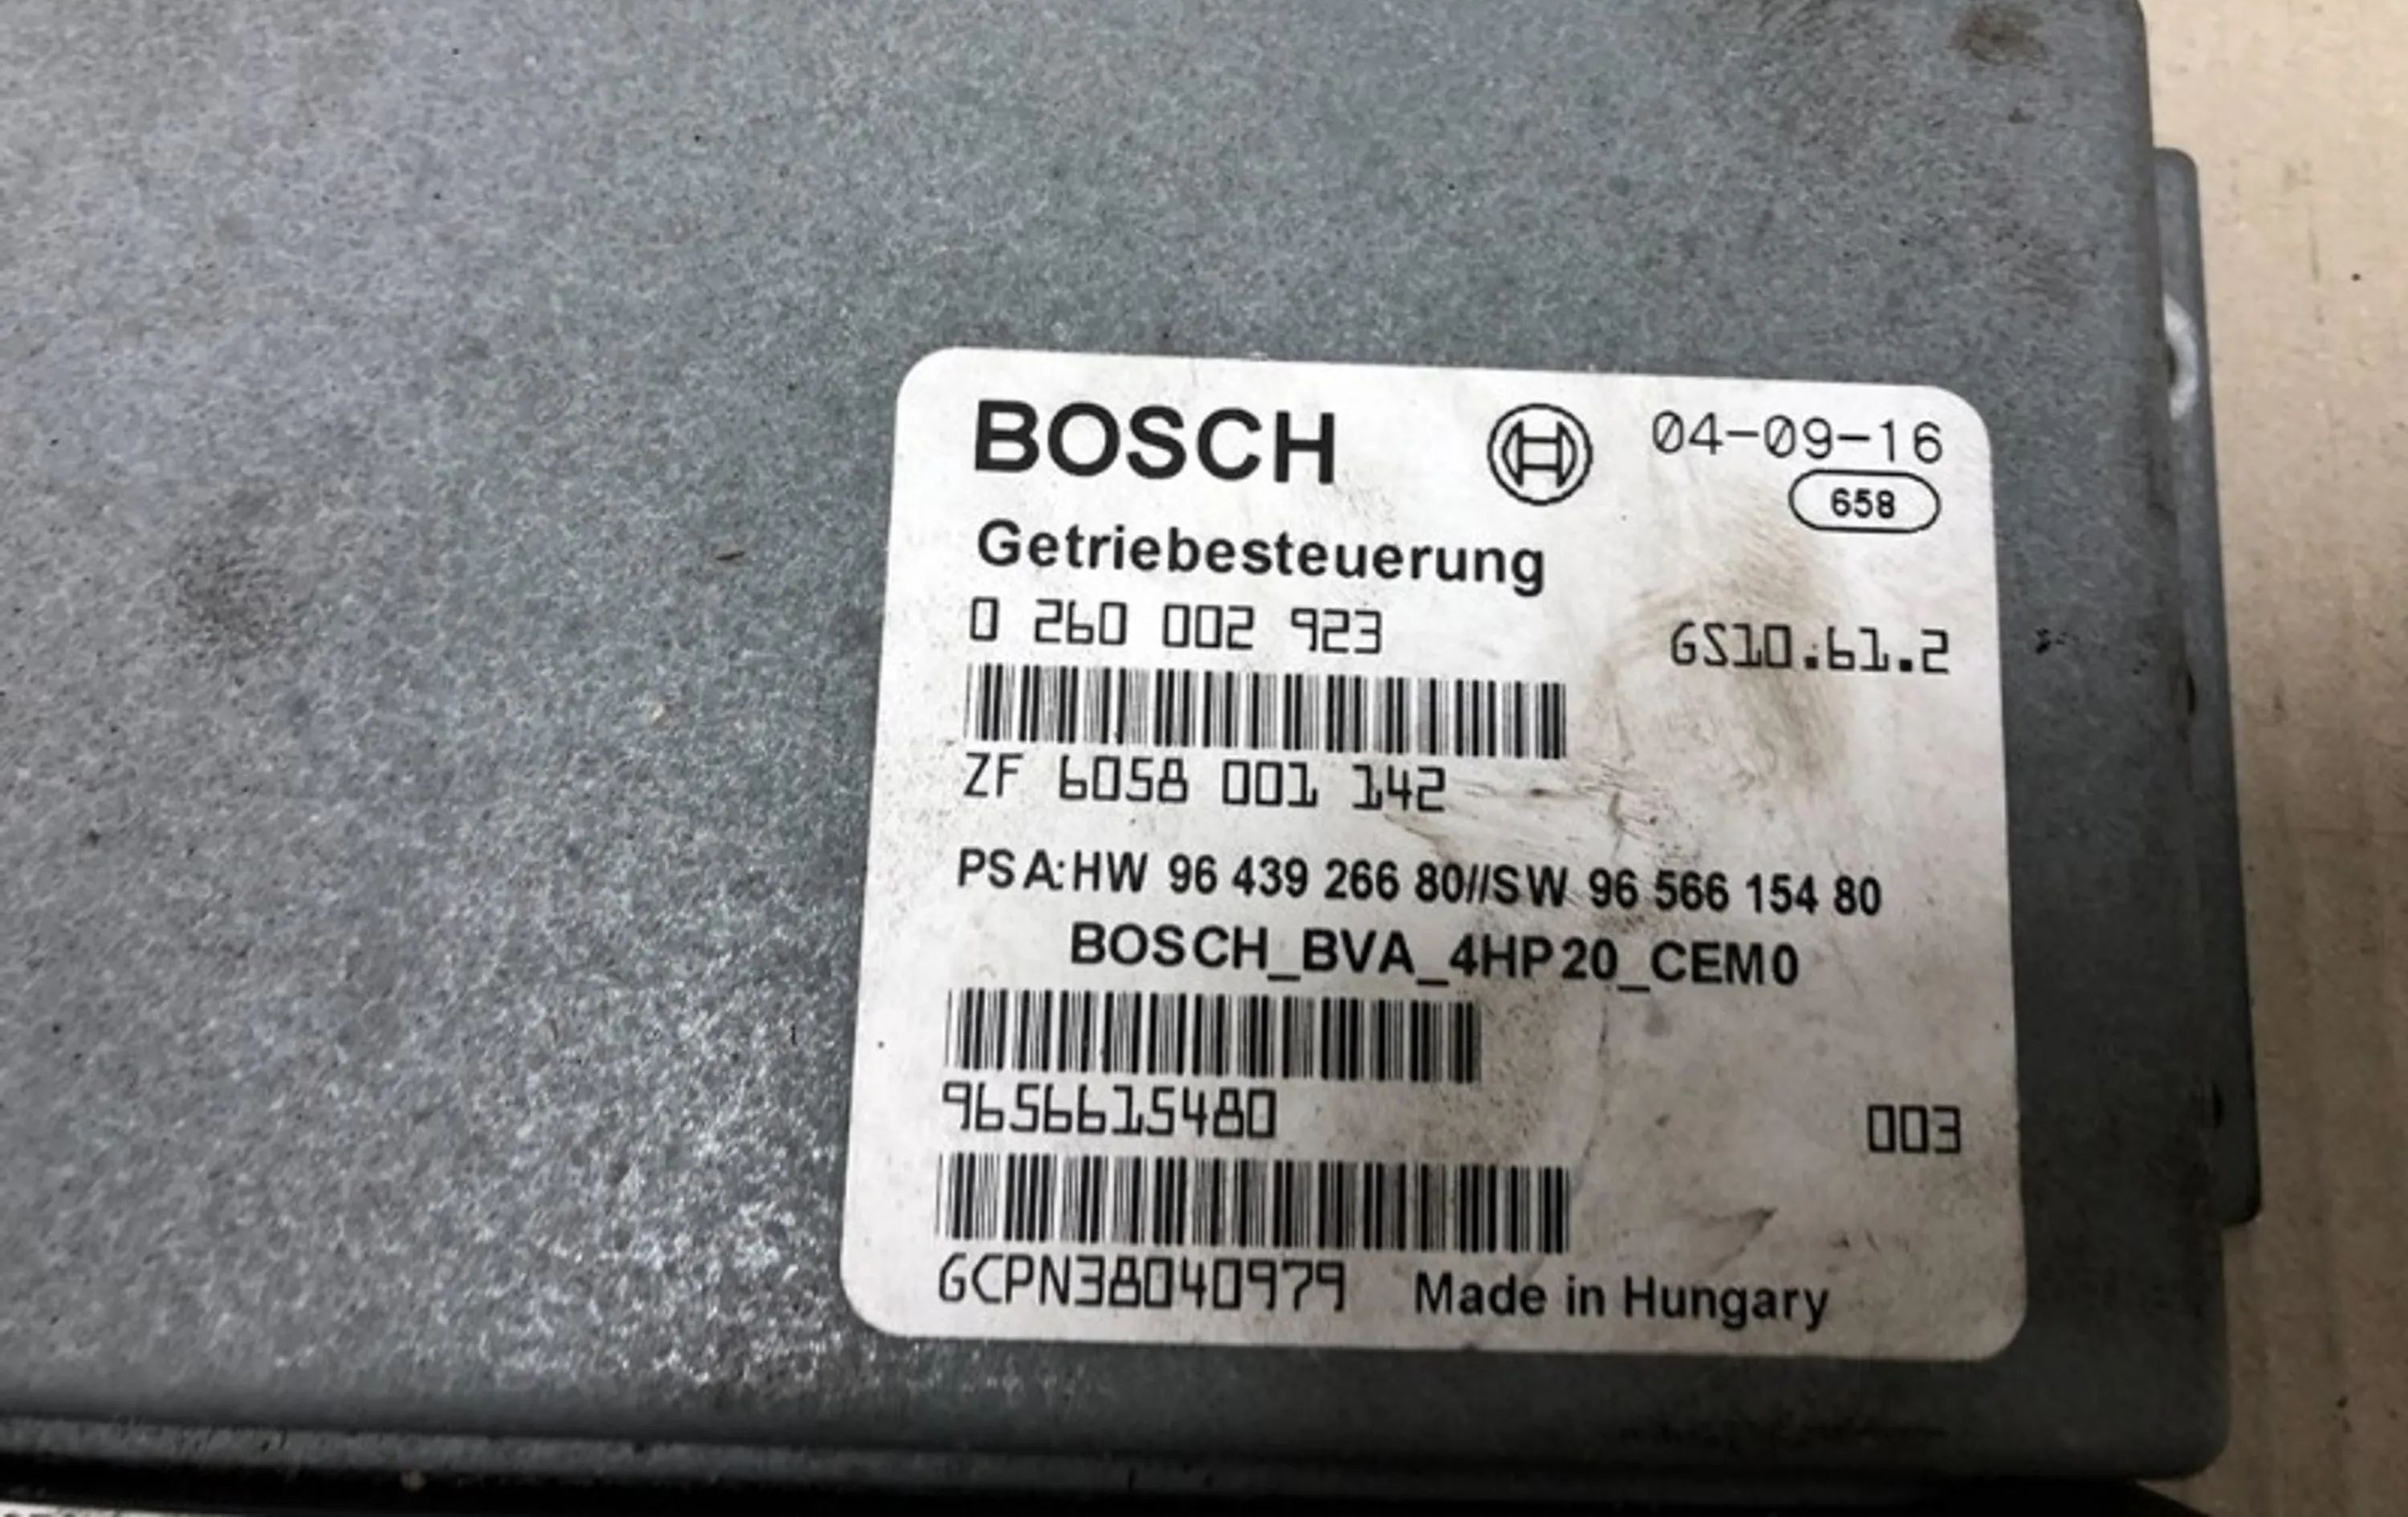 BOSCH 04-09-16
658
Getriebesteuerung
0 260 002 923 GS10.61.2
ZF 6058 001 142
PSA:HW 96 439 266 80//SW 96 566 154 80
BOSCH_BVA_4HP20_CEM0
9656615480 003
GCPN38040979 Made in Hungary